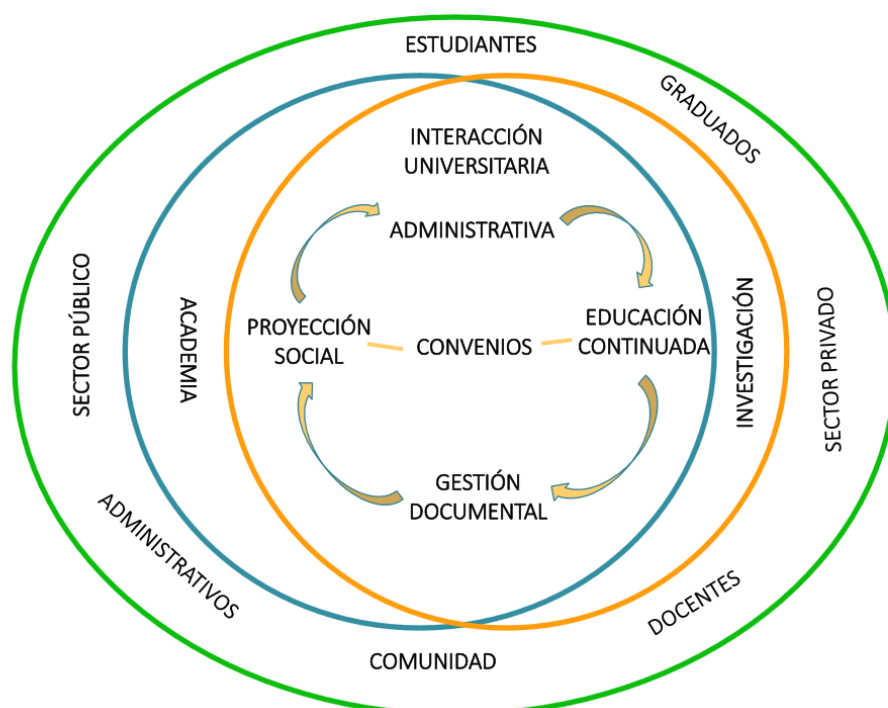 ESTUDIANTES
GRADUADOS
INTERACCIÓN
UNIVERSITARIA
ADMINISTRATIVA
SECTOR PÚBLICO
ACADEMIA
PROYECCIÓN
SOCIAL
CONVENIOS
EDUCACIÓN
CONTINUADA
INVESTIGACIÓN
SECTOR PRIVADO
GESTIÓN
DOCUMENTAL
ADMINISTRATIVOS
DOCENTES
COMUNIDAD